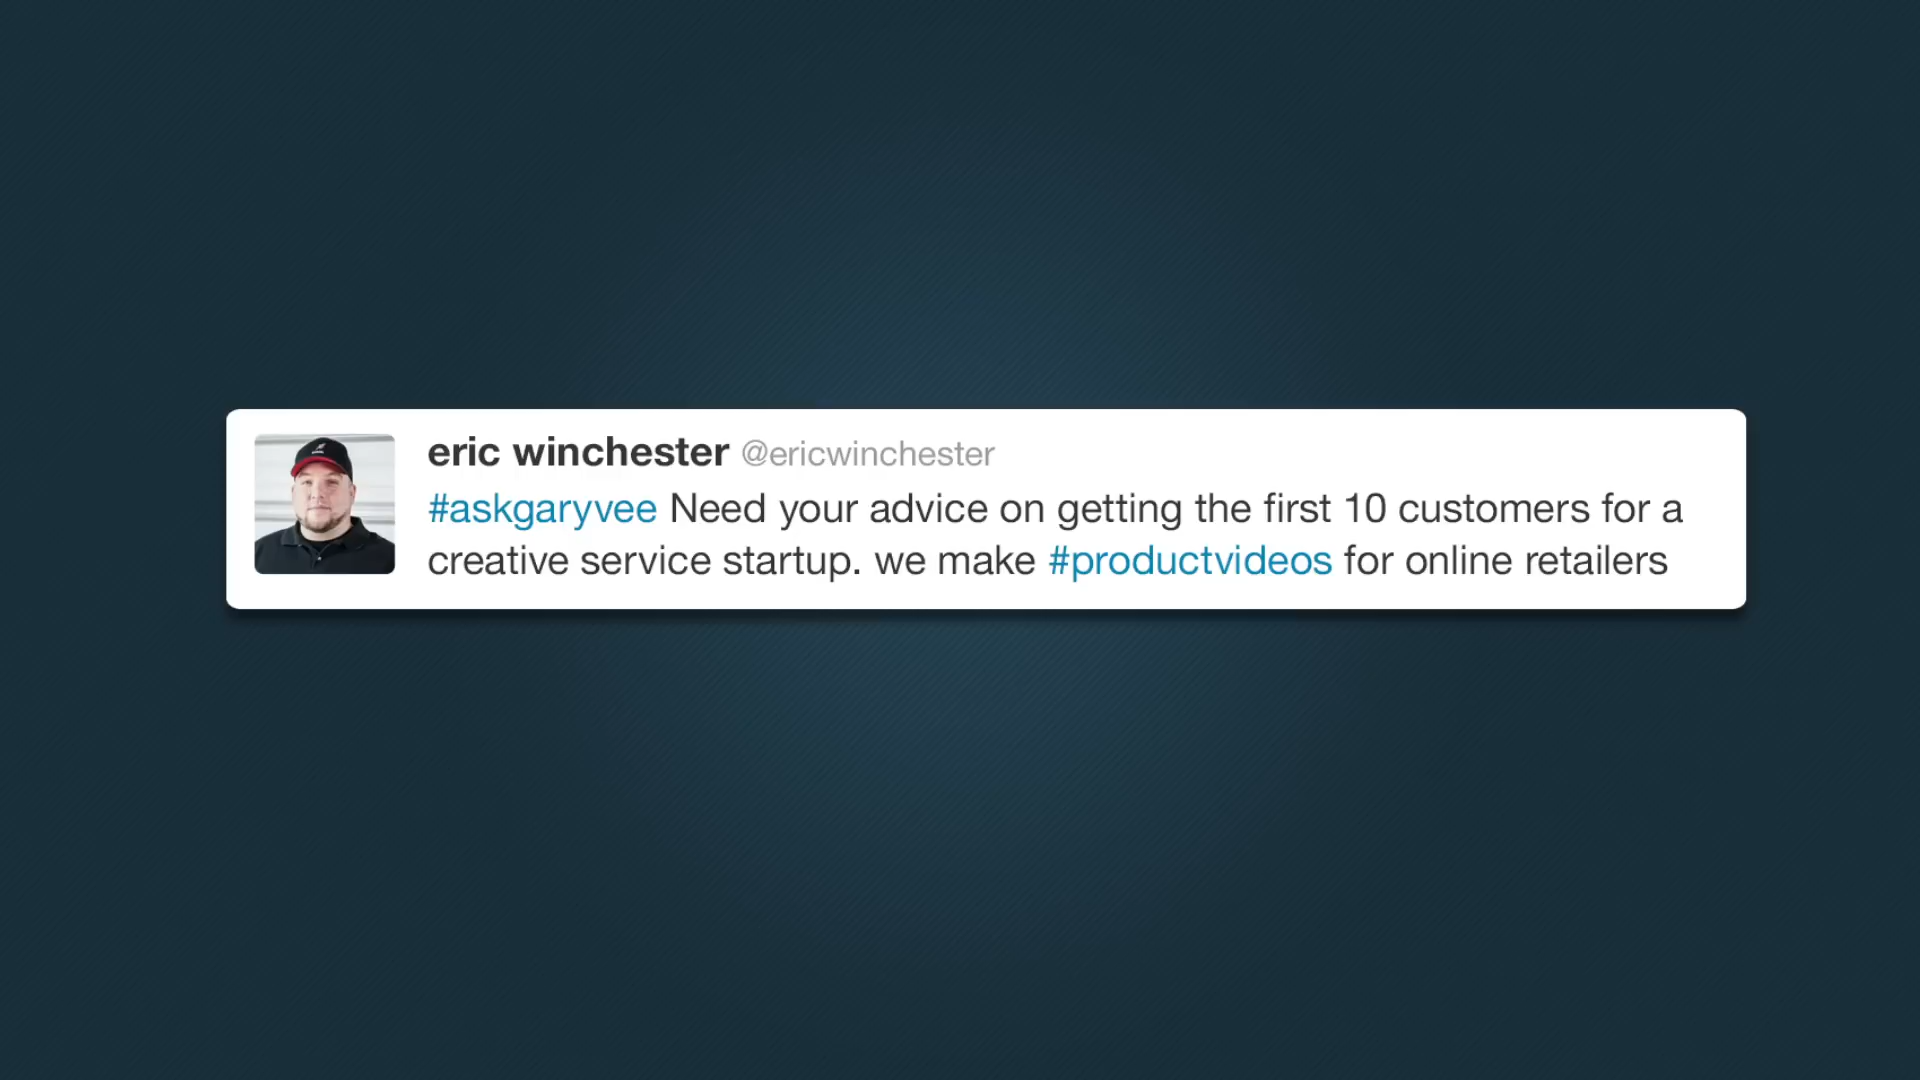 eric winchester @ericwinchester
#askgaryvee Need your advice on getting the first 10 customers for a
creative service startup. we make #productvideos for online retailers